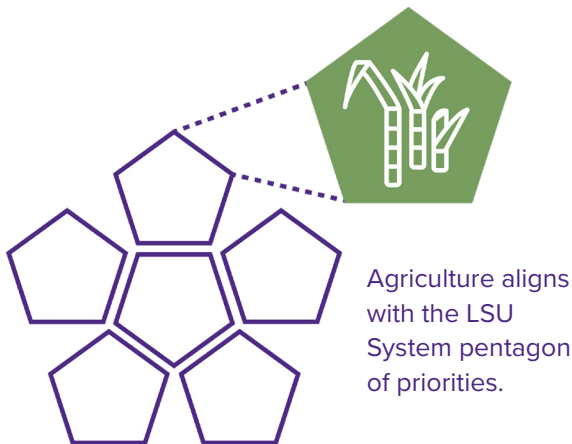 Agriculture aligns
with the LSU
System pentagon
of priorities.